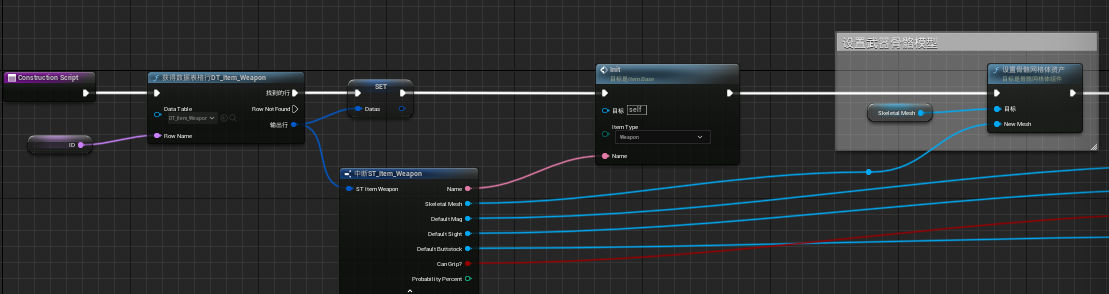 设置武器骨骼模型
Construction Script
获得数据表格行DT_Item_Weapon
找到的行
Data Table
Row Not Found
DT_Item_Weapon
输出行
Row Name
ID
SET
Datas
Init
目标是Item Base
目标
self
Item Type
Weapon
Name
设置骨骼网格体资产
目标是骨骼网格体组件
目标
New Mesh
Skeletal Mesh
中断ST_Item_Weapon
ST Item Weapon
Name
Skeletal Mesh
Default Mag
Default Sight
Default Buttstock
Can Grip?
Probability Percent